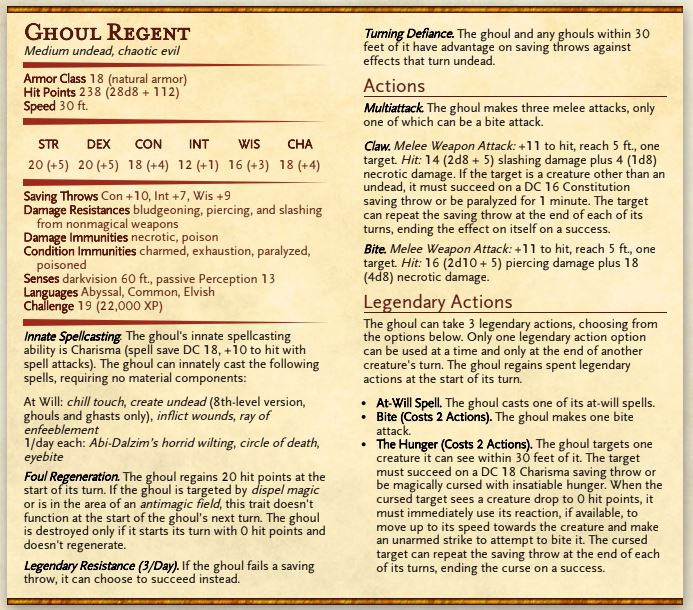 Ghoul Regent
Medium undead, chaotic evil
Armor Class 18 (natural armor)
Hit Points 238 (28d8 + 112)
Speed 30 ft.
STR DEX CON INT WIS CHA
20 (+5) 20 (+5) 18 (+4) 12 (+1) 16 (+3) 18 (+4)
Saving Throws Con +10, Int +7, Wis +9
Damage Resistances bludgeoning, piercing, and slashing
from nonmagical weapons
Damage Immunities necrotic, poison
Condition Immunities charmed, exhaustion, paralyzed,
poisoned
Senses darkvision 60 ft., passive Perception 13
Languages Abyssal, Common, Elvish
Challenge 19 (22,000 XP)
Innate Spellcasting. The ghoul's innate spellcasting
ability is Charisma (spell save DC 18, +10 to hit with
spell attacks). The ghoul can innately cast the following
spells, requiring no material components:
At Will: chill touch, create undead (8th-level version,
ghouls and ghasts only), inflict wounds, ray of
enfeeblement
1/day each: Abi-Dalzim's horrid wilting, circle of death,
eyebite
Foul Regeneration. The ghoul regains 20 hit points at the
start of its turn. If the ghoul is targeted by dispel magic
or is in the area of an antimagic field, this trait doesn't
function at the start of the ghoul's next turn. The ghoul
is destroyed only if it starts its turn with 0 hit points and
doesn't regenerate.
Legendary Resistance (3/Day). If the ghoul fails a saving
throw, it can choose to succeed instead.
Turning Defiance. The ghoul and any ghouls within 30
feet of it have advantage on saving throws against
effects that turn undead.
Actions
Multiattack. The ghoul makes three melee attacks, only
one of which can be a bite attack.
Claw. Melee Weapon Attack: +11 to hit, reach 5 ft., one
target. Hit: 14 (2d8 + 5) slashing damage plus 4 (1d8)
necrotic damage. If the target is a creature other than an
undead, it must succeed on a DC 16 Constitution
saving throw or be paralyzed for 1 minute. The target
can repeat the saving throw at the end of each of its
turns, ending the effect on itself on a success.
Bite. Melee Weapon Attack: +11 to hit, reach 5 ft., one
target. Hit: 16 (2d10 + 5) piercing damage plus 18
(4d8) necrotic damage.
Legendary Actions
The ghoul can take 3 legendary actions, choosing from
the options below. Only one legendary action option
can be used at a time and only at the end of another
creature's turn. The ghoul regains spent legendary
actions at the start of its turn.
• At-Will Spell. The ghoul casts one of its at-will spells.
• Bite (Costs 2 Actions). The ghoul makes one bite
attack.
• The Hunger (Costs 2 Actions). The ghoul targets one
creature it can see within 30 feet of it. The target
must succeed on a DC 18 Charisma saving throw or
be magically cursed with insatiable hunger. When the
cursed target sees a creature drop to 0 hit points, it
must immediately use its reaction, if available, to
move up to its speed towards the creature and make
an unarmed strike to attempt to bite it. The cursed
target can repeat the saving throw at the end of each
of its turns, ending the curse on a success.